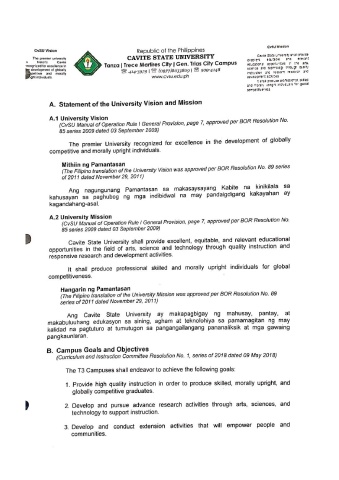 CvSU Vision
The premier university
in historic Cavite
recognized for excellence in
the development of globally
competitive and morally
upright individuals.
Republic of the Philippines
CAVITE STATE UNIVERSITY
Tanza | Trece Martires City | Gen. Trias City Campus
www.cvsu.edu.ph
CvSU Mission
Cavite State University shall provide
excellent, equitable and relevant
educational opportunities in the arts,
science and technology through quality
instruction and relevant research and
development activities.
It shall produce professional, skilled
and morally upright individuals for global
competitiveness.
A. Statement of the University Vision and Mission
A.1 University Vision
(CvSU Manual of Operation Rule I General Provision, page 7, approved per BOR Resolution No.
85 series 2009 dated 03 September 2009)
The premier University recognized for excellence in the development of globally
competitive and morally upright individuals.
Mithiin ng Pamantasan
(The Filipino translation of the University Vision was approved per BOR Resolution No. 89 series
of 2011 dated November 29, 2011)
Ang nagungunang Pamantasan sa makasaysayang Kabite na kinikilala sa
kahusayan sa paghubog ng mga indibidwal na may pandaigdigang kakayahan ay
kagandahang-asal.
A.2 University Mission
(CvSU Manual of Operation Rule I General Provision, page 7, approved per BOR Resolution No.
85 series 2009 dated 03 September 2009)
Cavite State University shall provide excellent, equitable, and relevant educational
opportunities in the field of arts, science and technology through quality instruction and
responsive research and development activities.
It shall produce professional skilled and morally upright individuals for global
competitiveness.
Hangarin ng Pamantasan
(The Filipino translation of the University Mission was approved per BOR Resolution No. 89
series of 2011 dated November 29, 2011)
Ang Cavite State University ay makapagbigay ng mahusay, pantay, at
makabuluhang edukasyon sa sining, agham at teknolohiya sa pamamagitan ng may
kalidad na pagtuturo at tumutugon sa pangangailangang pananaliksik at mga gawaing
pangkaunlaran.
B. Campus Goals and Objectives
(Curriculum and Instruction Committee Resolution No. 1, series of 2018 dated 09 May 2018)
The T3 Campuses shall endeavor to achieve the following goals:
1. Provide high quality instruction in order to produce skilled, morally upright, and
globally competitive graduates.
2. Develop and pursue advance research activities through arts, sciences, and
technology to support instruction.
3. Develop and conduct extension activities that will empower people and
communities.